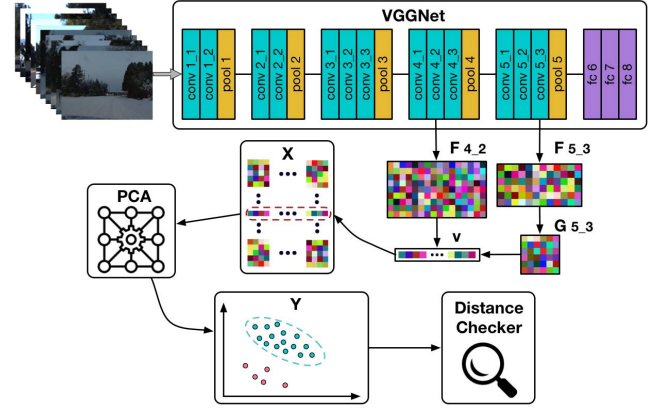 VGGNet
conv 1_1
conv 1_2
pool 1
conv 2_1
conv 2_2
pool 2
conv 3_1
conv 3_2
conv 3_3
pool 3
conv 4_1
conv 4_2
conv 4_3
pool 4
conv 5_1
conv 5_2
conv 5_3
pool 5
fc 6
fc 7
fc 8
F 4_2
F 5_3
X
PCA
G 5_3
v
Y
Distance
Checker